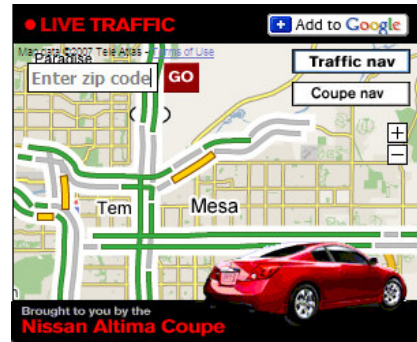 • LIVE TRAFFIC
Add to Google
Map data ©2007 Tele Atlas - Terms of Use
Paradise
Enter zip code
GO
Traffic nav
Coupe nav
+
−
Tem
Mesa
Brought to you by the
Nissan Altima Coupe